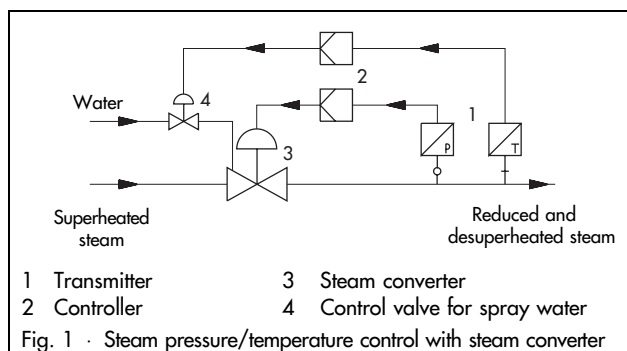 Water
4
2
1
3
P
T
Superheated
steam
Reduced and
desuperheated steam
1 Transmitter
2 Controller
3 Steam converter
4 Control valve for spray water
Fig. 1 · Steam pressure/temperature control with steam converter